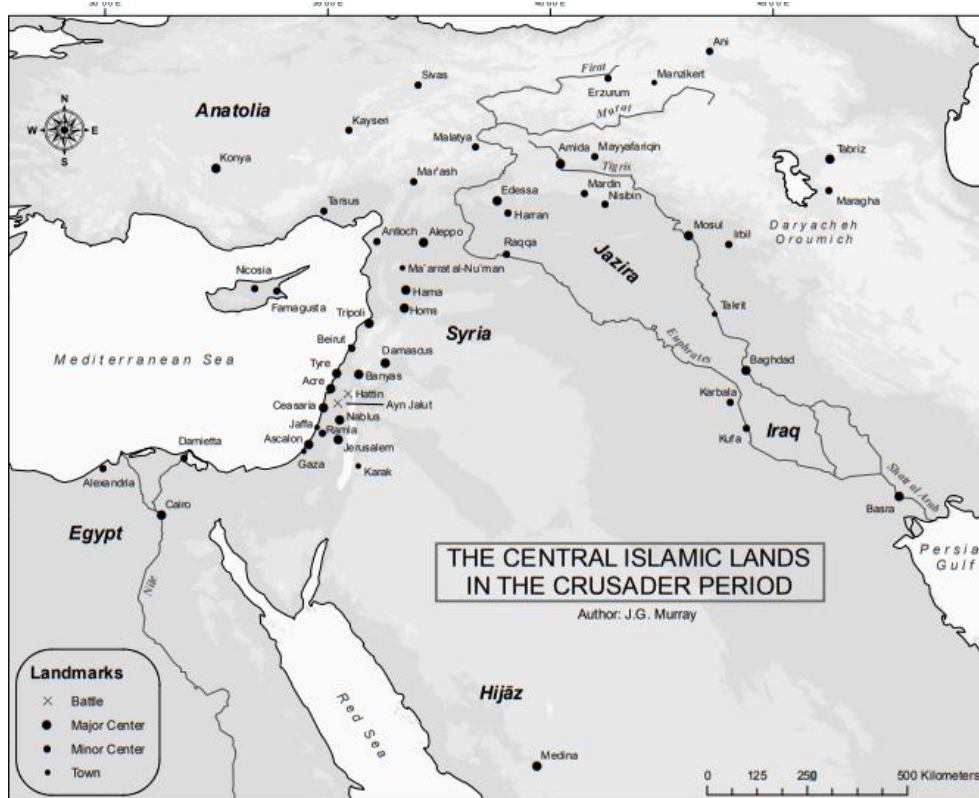 Ani
Firat
Manzikert
Sivas
Erzurum
Anatolia
Murat
Kayseri
Malatya
Amida
Mayyafariqin
Tabriz
Konya
Tigris
Mar'ash
Edessa
Mardin
Maragha
Nisibin
Tarsus
Harran
Daryacheh
Oroumich
Antioch
Aleppo
Mosul
Irbil
Raqqa
Jazira
Ma`arrat al-Nu`man
Nicosia
Hama
Famagusta
Homs
Takrit
Tripoli
Syria
Beirut
Euphrates
Mediterranean Sea
Damascus
Baghdad
Tyre
Banyas
Acre
Hattin
Karbala
Ceasaria
Ayn Jalut
Nablus
Jaffa
Ramla
Kufa
Iraq
Damietta
Ascalon
Jerusalem
Gaza
Karak
Alexandria
Shatt al Arab
Cairo
Basra
Egypt
Persia
Gulf
THE CENTRAL ISLAMIC LANDS
IN THE CRUSADER PERIOD
Nile
Author: J.G. Murray
Landmarks
Battle
Major Center
Minor Center
Town
Hijāz
Red Sea
Medina
0 125 250 500 Kilometers
N
W E
S